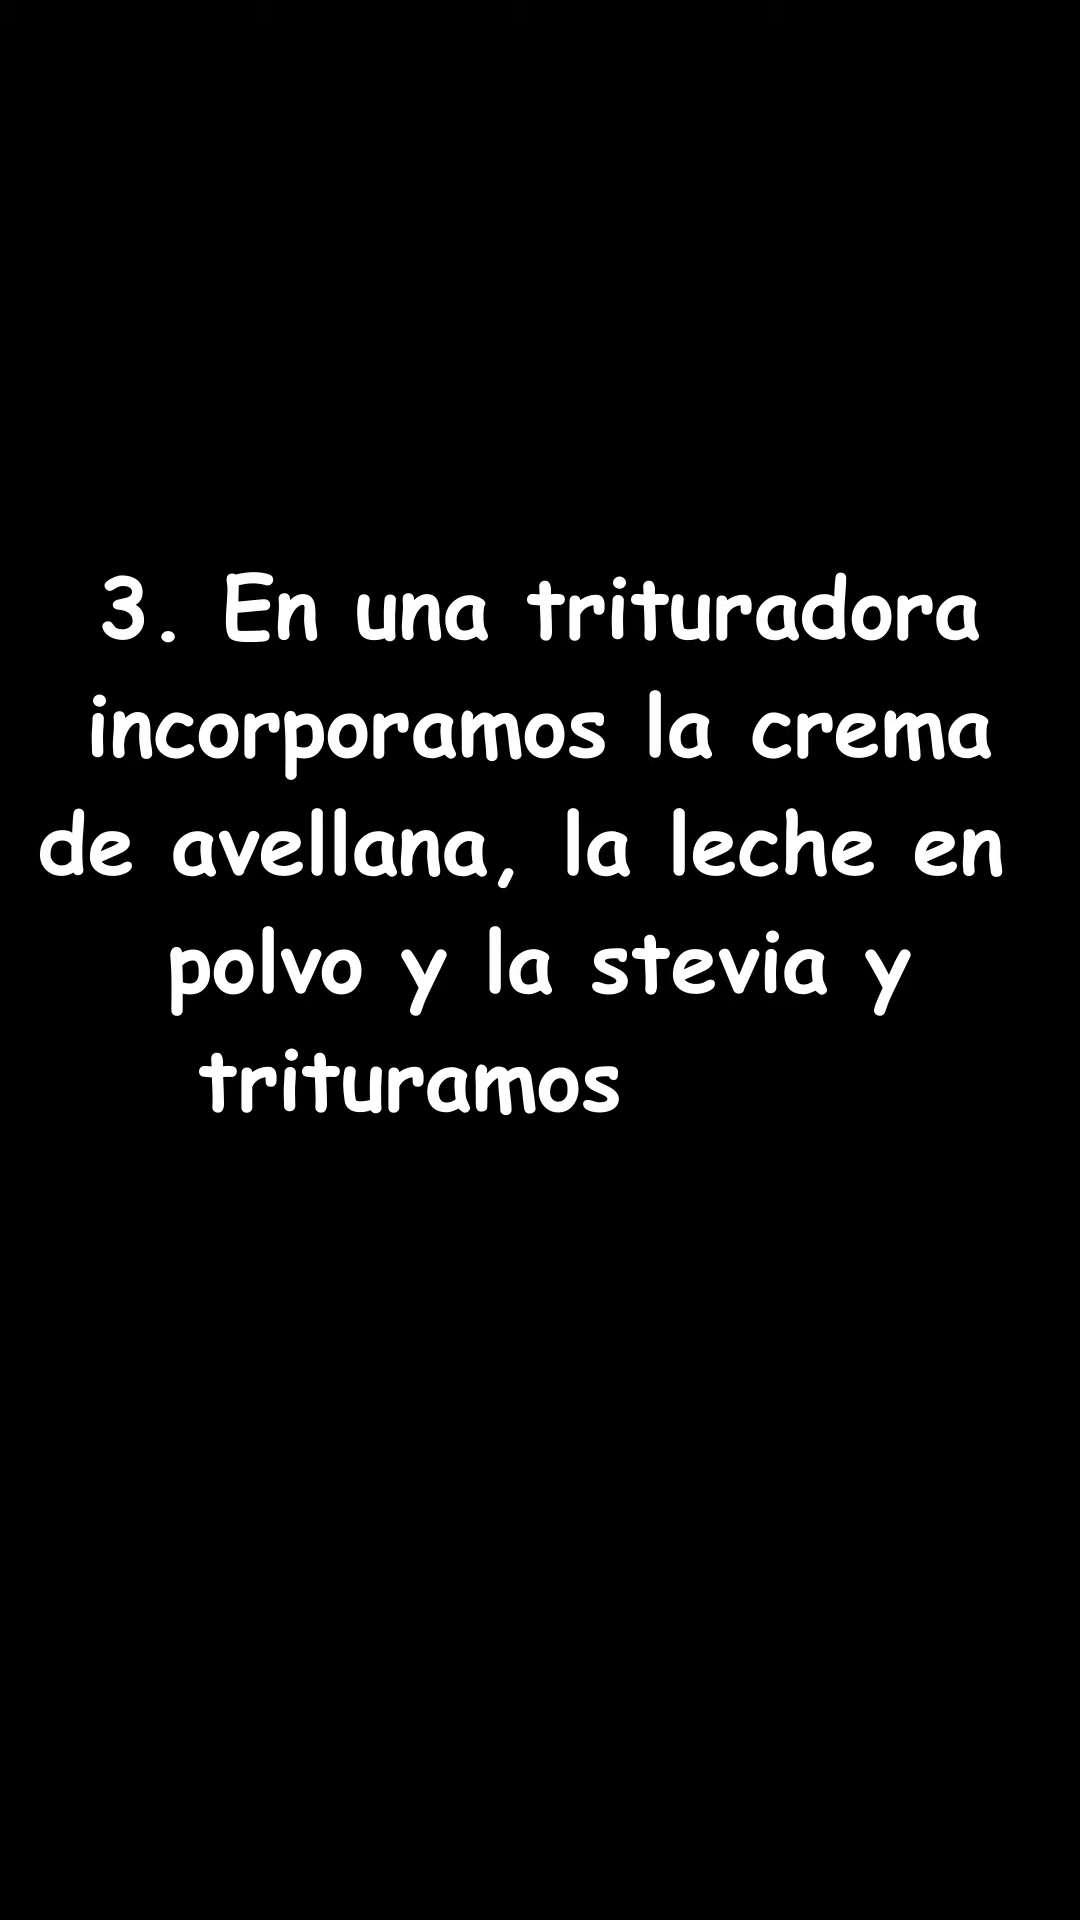 3. En una trituradora
incorporamos la crema
de avellana, la leche en
polvo y la stevia y
trituramos